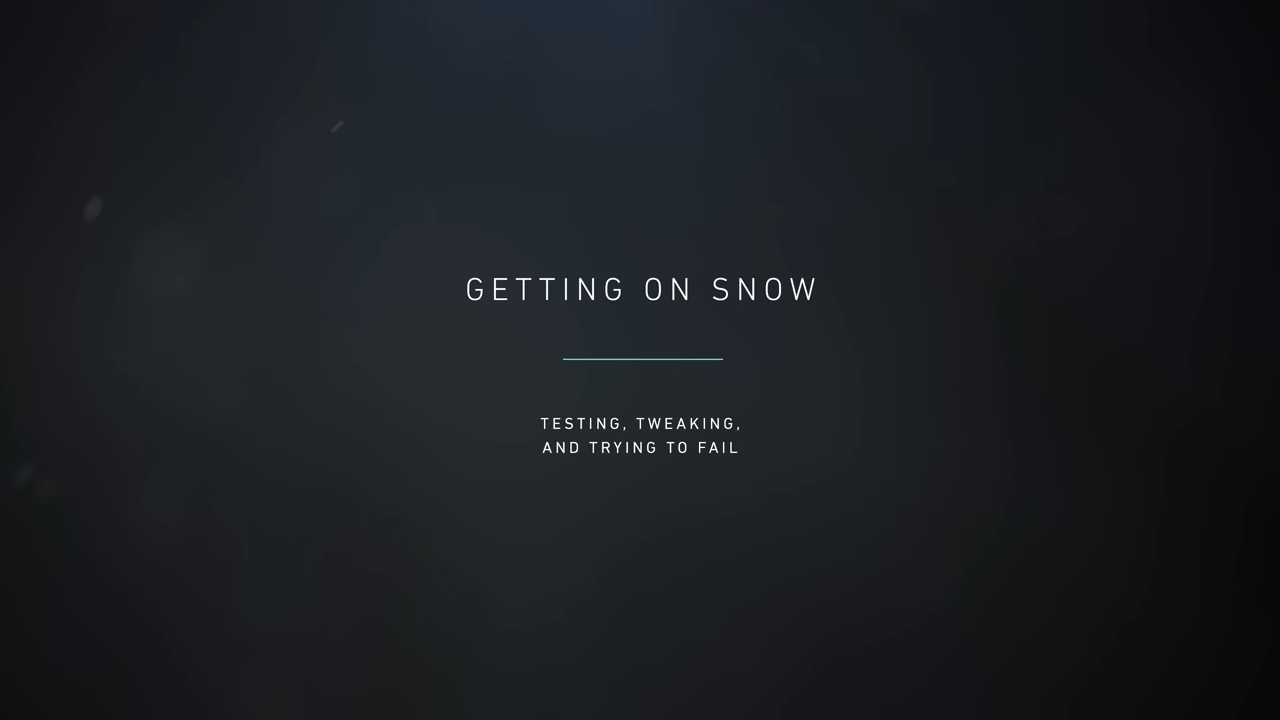 GETTING ON SNOW
TESTING, TWEAKING,
AND TRYING TO FAIL